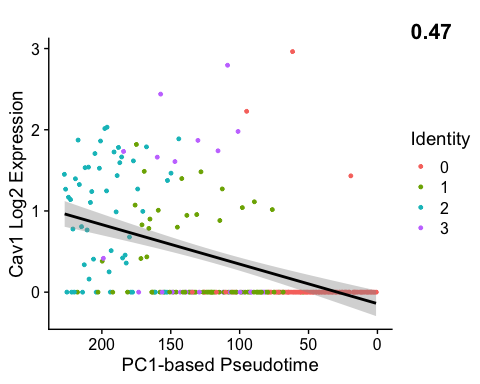 0.47
3
2
1
0
Cav1 Log2 Expression
200 150 100 50 0
PC1-based Pseudotime
Identity
0
1
2
3